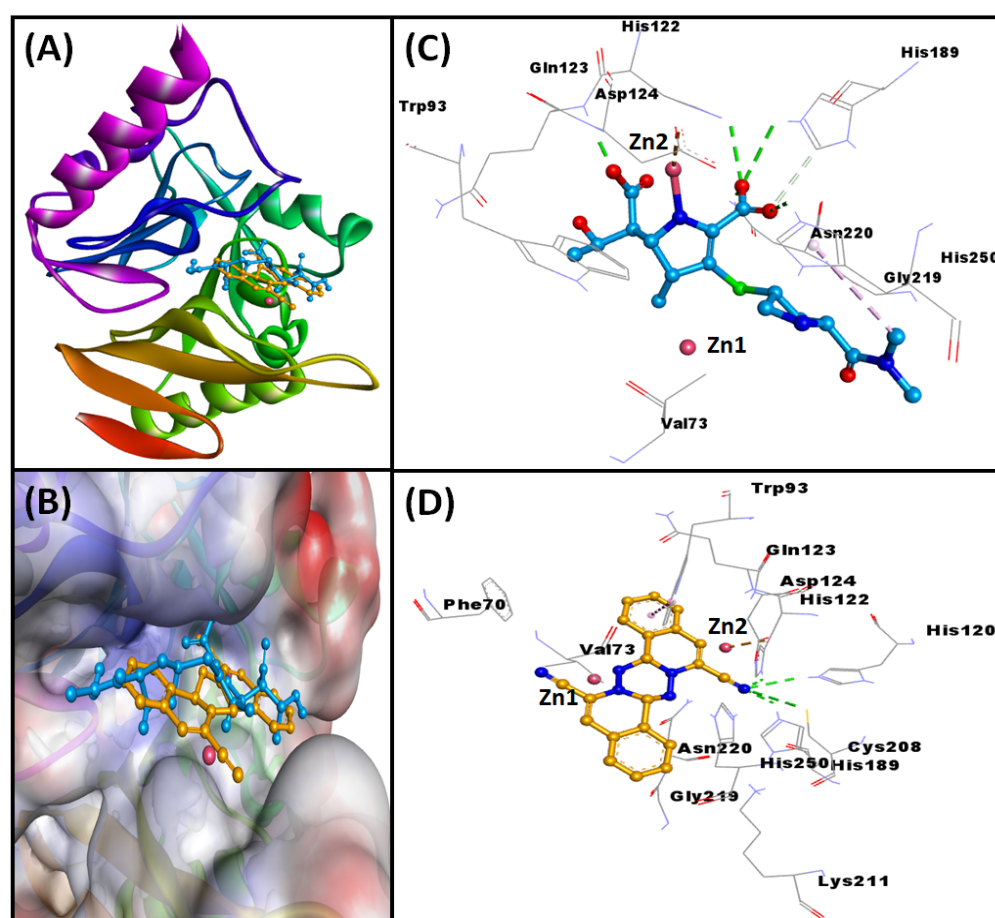 (A)
(B)
(C)
His122
Gln123
Asp124
Trp93
Zn2
His189
Asn220
His250
Gly219
Zn1
Val73
(D)
Trp93
Gln123
Asp124
His122
Phe70
Zn2
His120
Val73
Zn1
Asn220
Cys208
His250
His189
Gly219
Lys211